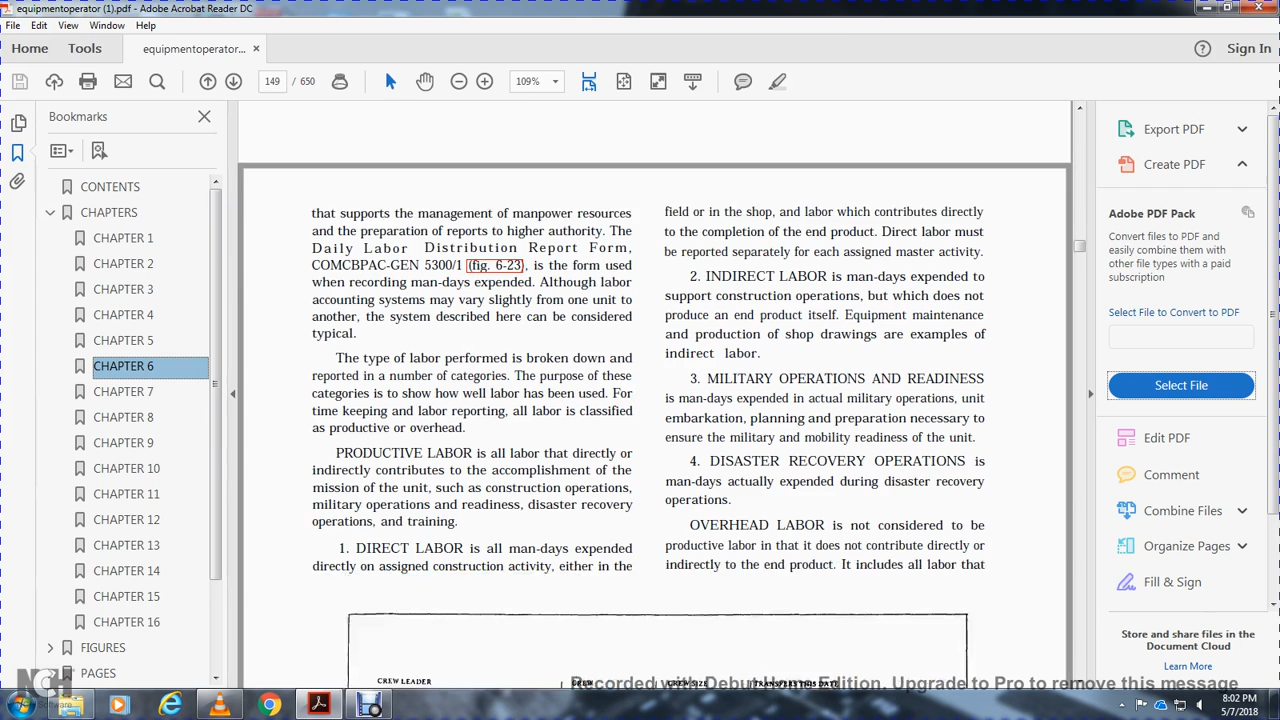 equipmentoperator (1).pdf - Adobe Acrobat Reader DC
File Edit View Window Help
Home Tools equipmentoperator... × Sign In
149 / 650 109%
Bookmarks
CONTENTS
CHAPTERS
CHAPTER 1
CHAPTER 2
CHAPTER 3
CHAPTER 4
CHAPTER 5
CHAPTER 6
CHAPTER 7
CHAPTER 8
CHAPTER 9
CHAPTER 10
CHAPTER 11
CHAPTER 12
CHAPTER 13
CHAPTER 14
CHAPTER 15
CHAPTER 16
FIGURES
PAGES
that supports the management of manpower resources
and the preparation of reports to higher authority. The
Daily Labor Distribution Report Form,
COMCBPAC-GEN 5300/1 (fig. 6-23), is the form used
when recording man-days expended. Although labor
accounting systems may vary slightly from one unit to
another, the system described here can be considered
typical.
The type of labor performed is broken down and
reported in a number of categories. The purpose of these
categories is to show how well labor has been used. For
time keeping and labor reporting, all labor is classified
as productive or overhead.
PRODUCTIVE LABOR is all labor that directly or
indirectly contributes to the accomplishment of the
mission of the unit, such as construction operations,
military operations and readiness, disaster recovery
operations, and training.
1. DIRECT LABOR is all man-days expended
directly on assigned construction activity, either in the
field or in the shop, and labor which contributes directly
to the completion of the end product. Direct labor must
be reported separately for each assigned master activity.
2. INDIRECT LABOR is man-days expended to
support construction operations, but which does not
produce an end product itself. Equipment maintenance
and production of shop drawings are examples of
indirect labor.
3. MILITARY OPERATIONS AND READINESS
is man-days expended in actual military operations, unit
embarkation, planning and preparation necessary to
ensure the military and mobility readiness of the unit.
4. DISASTER RECOVERY OPERATIONS is
man-days actually expended during disaster recovery
operations.
OVERHEAD LABOR is not considered to be
productive labor in that it does not contribute directly or
indirectly to the end product. It includes all labor that
CREW LEADER CREW CREW SIZE TRANSFERS THIS DATE
Export PDF
Create PDF
Adobe PDF Pack
Convert files to PDF and
easily combine them with
other file types with a paid
subscription
Select File to Convert to PDF
Select File
Edit PDF
Comment
Combine Files
Organize Pages
Fill & Sign
Store and share files in the
Document Cloud
Learn More
NCH Software
Recorded with Debut Edition. Upgrade to Pro to remove this message
8:02 PM
5/7/2018